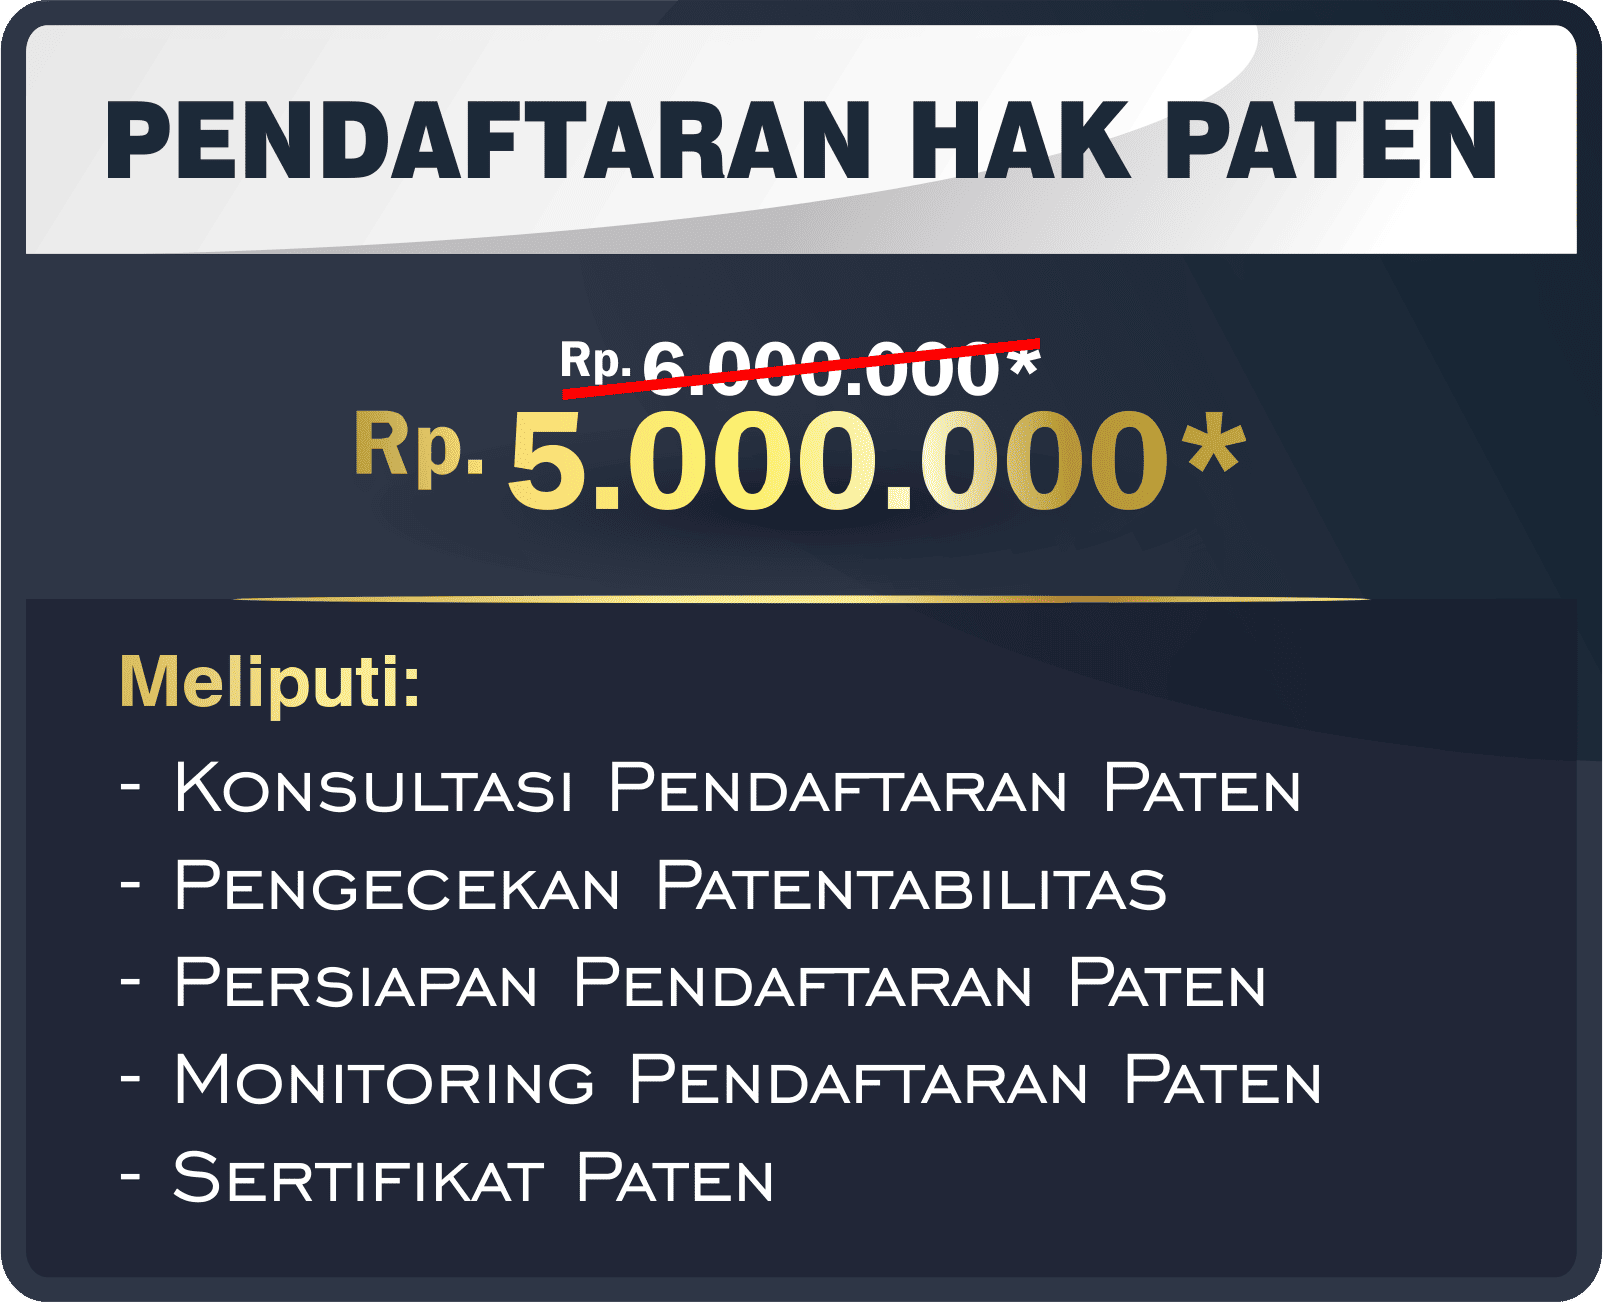 PENDAFTARAN HAK PATEN
Rp. 6.000.000*
Rp. 5.000.000*
Meliputi:
- Konsultasi Pendaftaran Paten
- Pengecekan Patentabilitas
- Persiapan Pendaftaran Paten
- Monitoring Pendaftaran Paten
- Sertifikat Paten